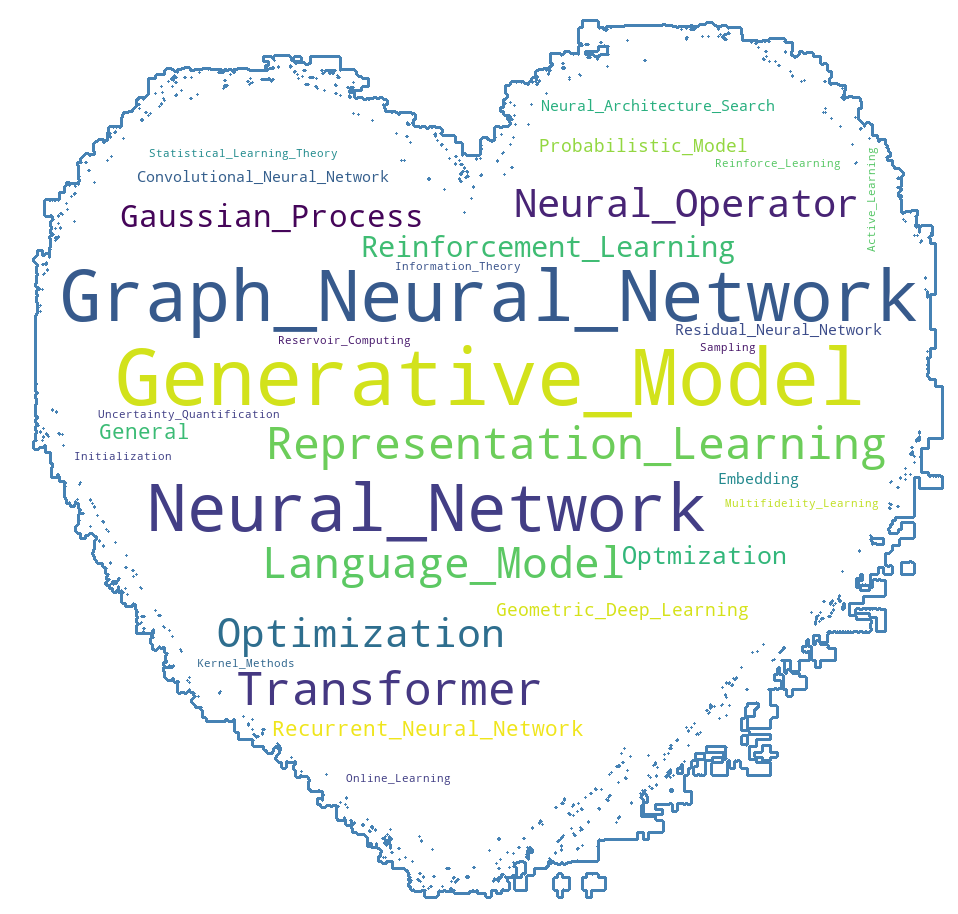 Neural_Architecture_Search
Probabilistic_Model
Statistical_Learning_Theory
Reinforce_Learning
Convolutional_Neural_Network
Active_Learning
Neural_Operator
Gaussian_Process
Reinforcement_Learning
Information_Theory
Graph_Neural_Network
Residual_Neural_Network
Reservoir_Computing
Sampling
Generative_Model
Uncertainty_Quantification
General
Representation_Learning
Initialization
Embedding
Multifidelity_Learning
Neural_Network
Optmization
Language_Model
Geometric_Deep_Learning
Optimization
Kernel_Methods
Transformer
Recurrent_Neural_Network
Online_Learning